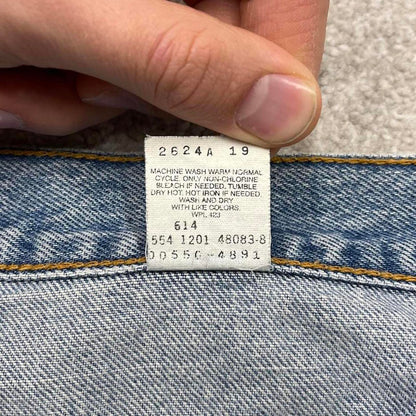 2624A 19
MACHINE WASH WARM NORMAL
CYCLE. ONLY NON-CHLORINE
BLEACH IF NEEDED, TUMBLE
DRY HOT, HOT IRON IF NEEDED.
WASH AND DRY
WITH LIKE COLORS.
WPL 423
614
554 1201 48083-8
00550-4891